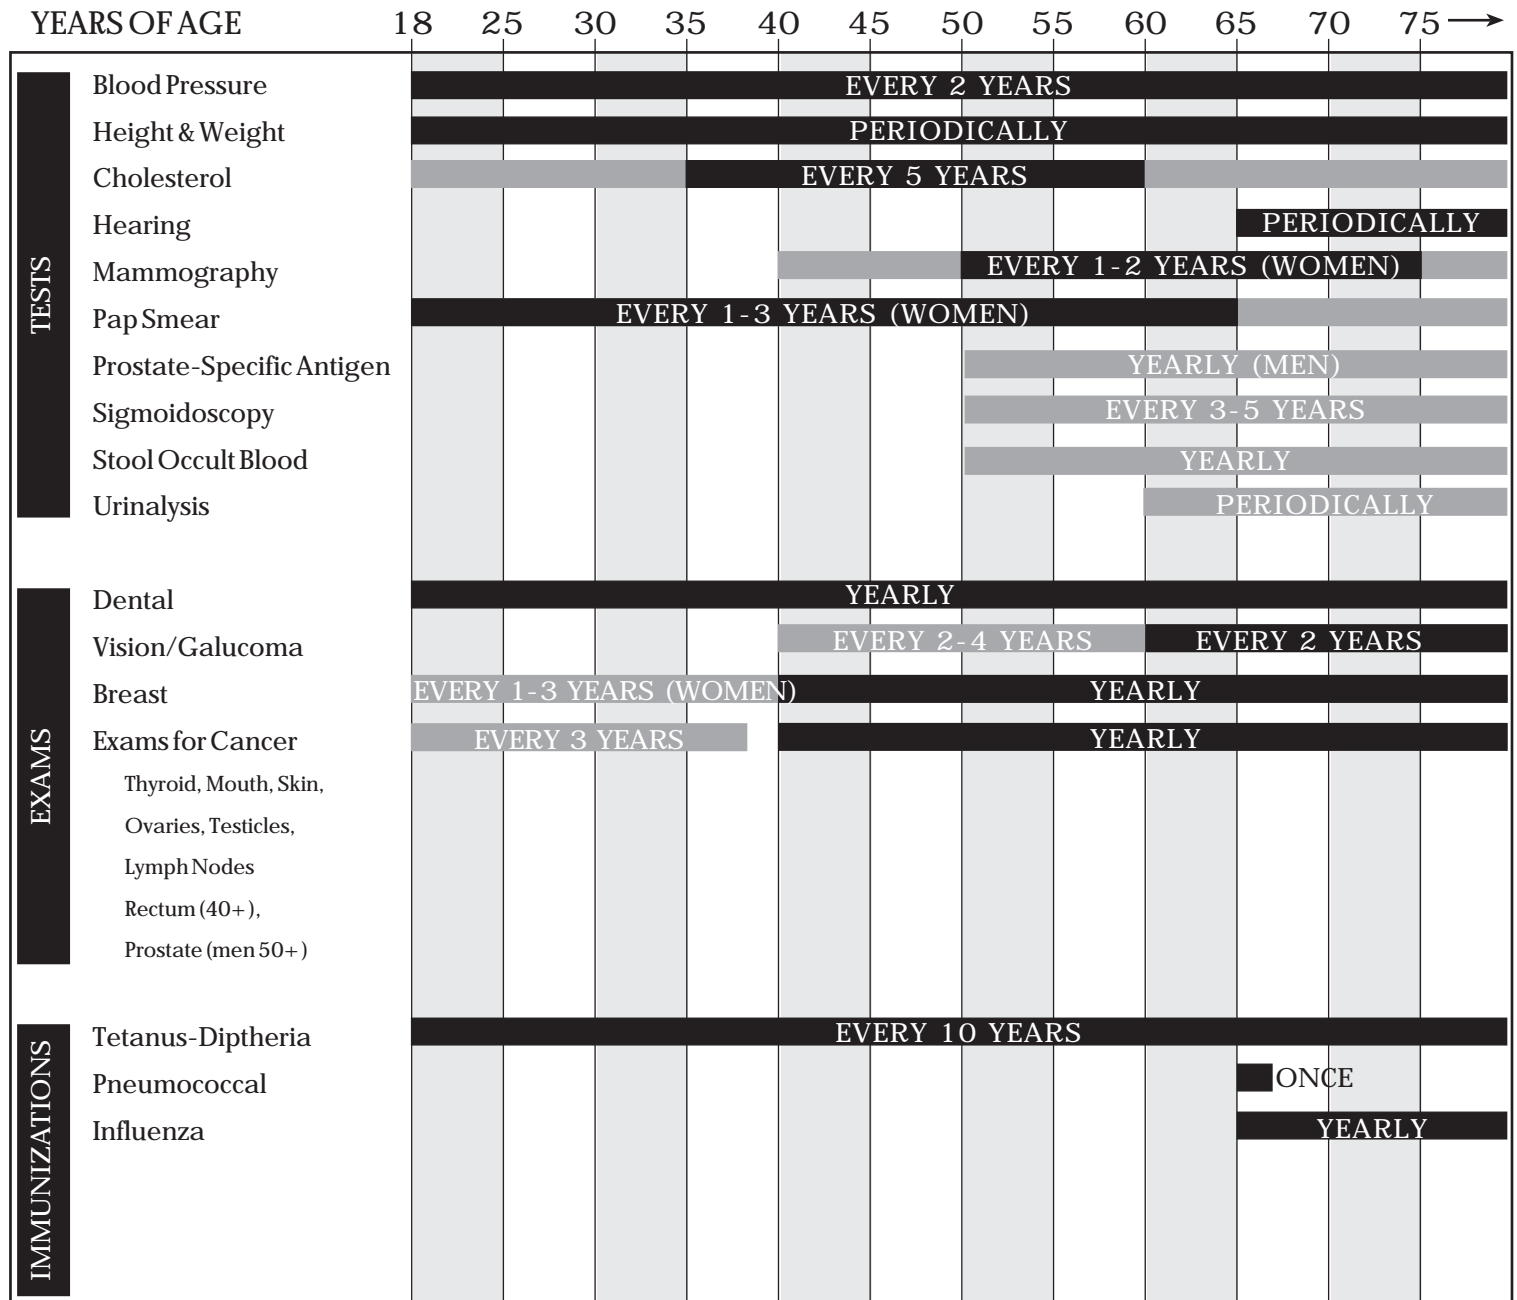 YEARS OF AGE 18 25 30 35 40 45 50 55 60 65 70 75
TESTS
Blood Pressure EVERY 2 YEARS
Height & Weight PERIODICALLY
Cholesterol EVERY 5 YEARS
Hearing PERIODICALLY
Mammography EVERY 1-2 YEARS (WOMEN)
Pap Smear EVERY 1-3 YEARS (WOMEN)
Prostate-Specific Antigen YEARLY (MEN)
Sigmoidoscopy EVERY 3-5 YEARS
Stool Occult Blood YEARLY
Urinalysis PERIODICALLY
EXAMS
Dental YEARLY
Vision/Galucoma EVERY 2-4 YEARS EVERY 2 YEARS
Breast EVERY 1-3 YEARS (WOMEN) YEARLY
Exams for Cancer EVERY 3 YEARS YEARLY
Thyroid, Mouth, Skin,
Ovaries, Testicles,
Lymph Nodes
Rectum (40+),
Prostate (men 50+)
IMMUNIZATIONS
Tetanus-Diptheria EVERY 10 YEARS
Pneumococcal ONCE
Influenza YEARLY